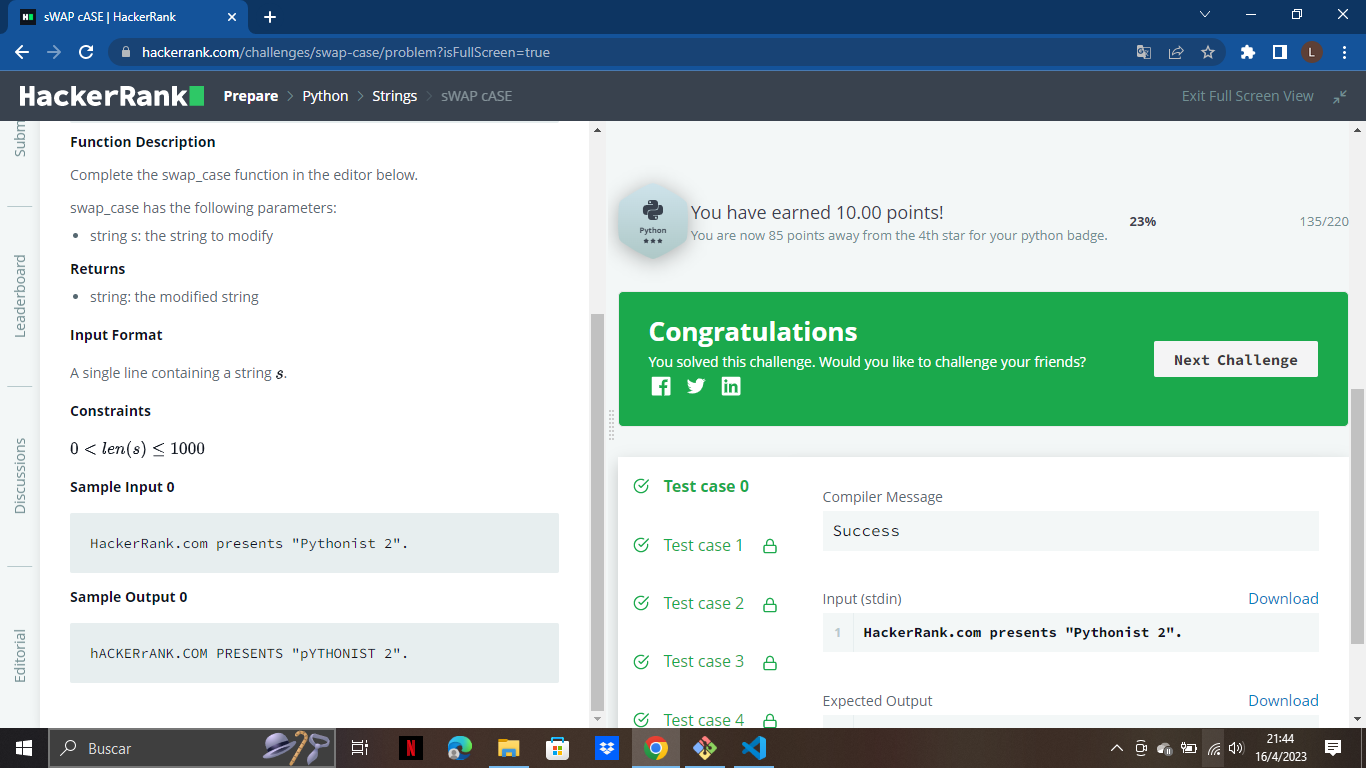 sWAP cASE | HackerRank
hackerrank.com/challenges/swap-case/problem?isFullScreen=true
L
HackerRank
Prepare > Python > Strings > sWAP cASE
Exit Full Screen View
Subm
Leaderboard
Discussions
Editorial
Function Description
Complete the swap_case function in the editor below.
swap_case has the following parameters:
• string s: the string to modify
Returns
• string: the modified string
Input Format
A single line containing a string s.
Constraints
0 < len(s) ≤ 1000
Sample Input 0
HackerRank.com presents "Pythonist 2".
Sample Output 0
hACKERrANK.COM PRESENTS "pYTHONIST 2".
Python
You have earned 10.00 points!
You are now 85 points away from the 4th star for your python badge.
23%
135/220
Congratulations
You solved this challenge. Would you like to challenge your friends?
Next Challenge
Test case 0
Test case 1
Test case 2
Test case 3
Test case 4
Compiler Message
Success
Input (stdin)
Download
1 HackerRank.com presents "Pythonist 2".
Expected Output
Download
Buscar
N
21:44
16/4/2023